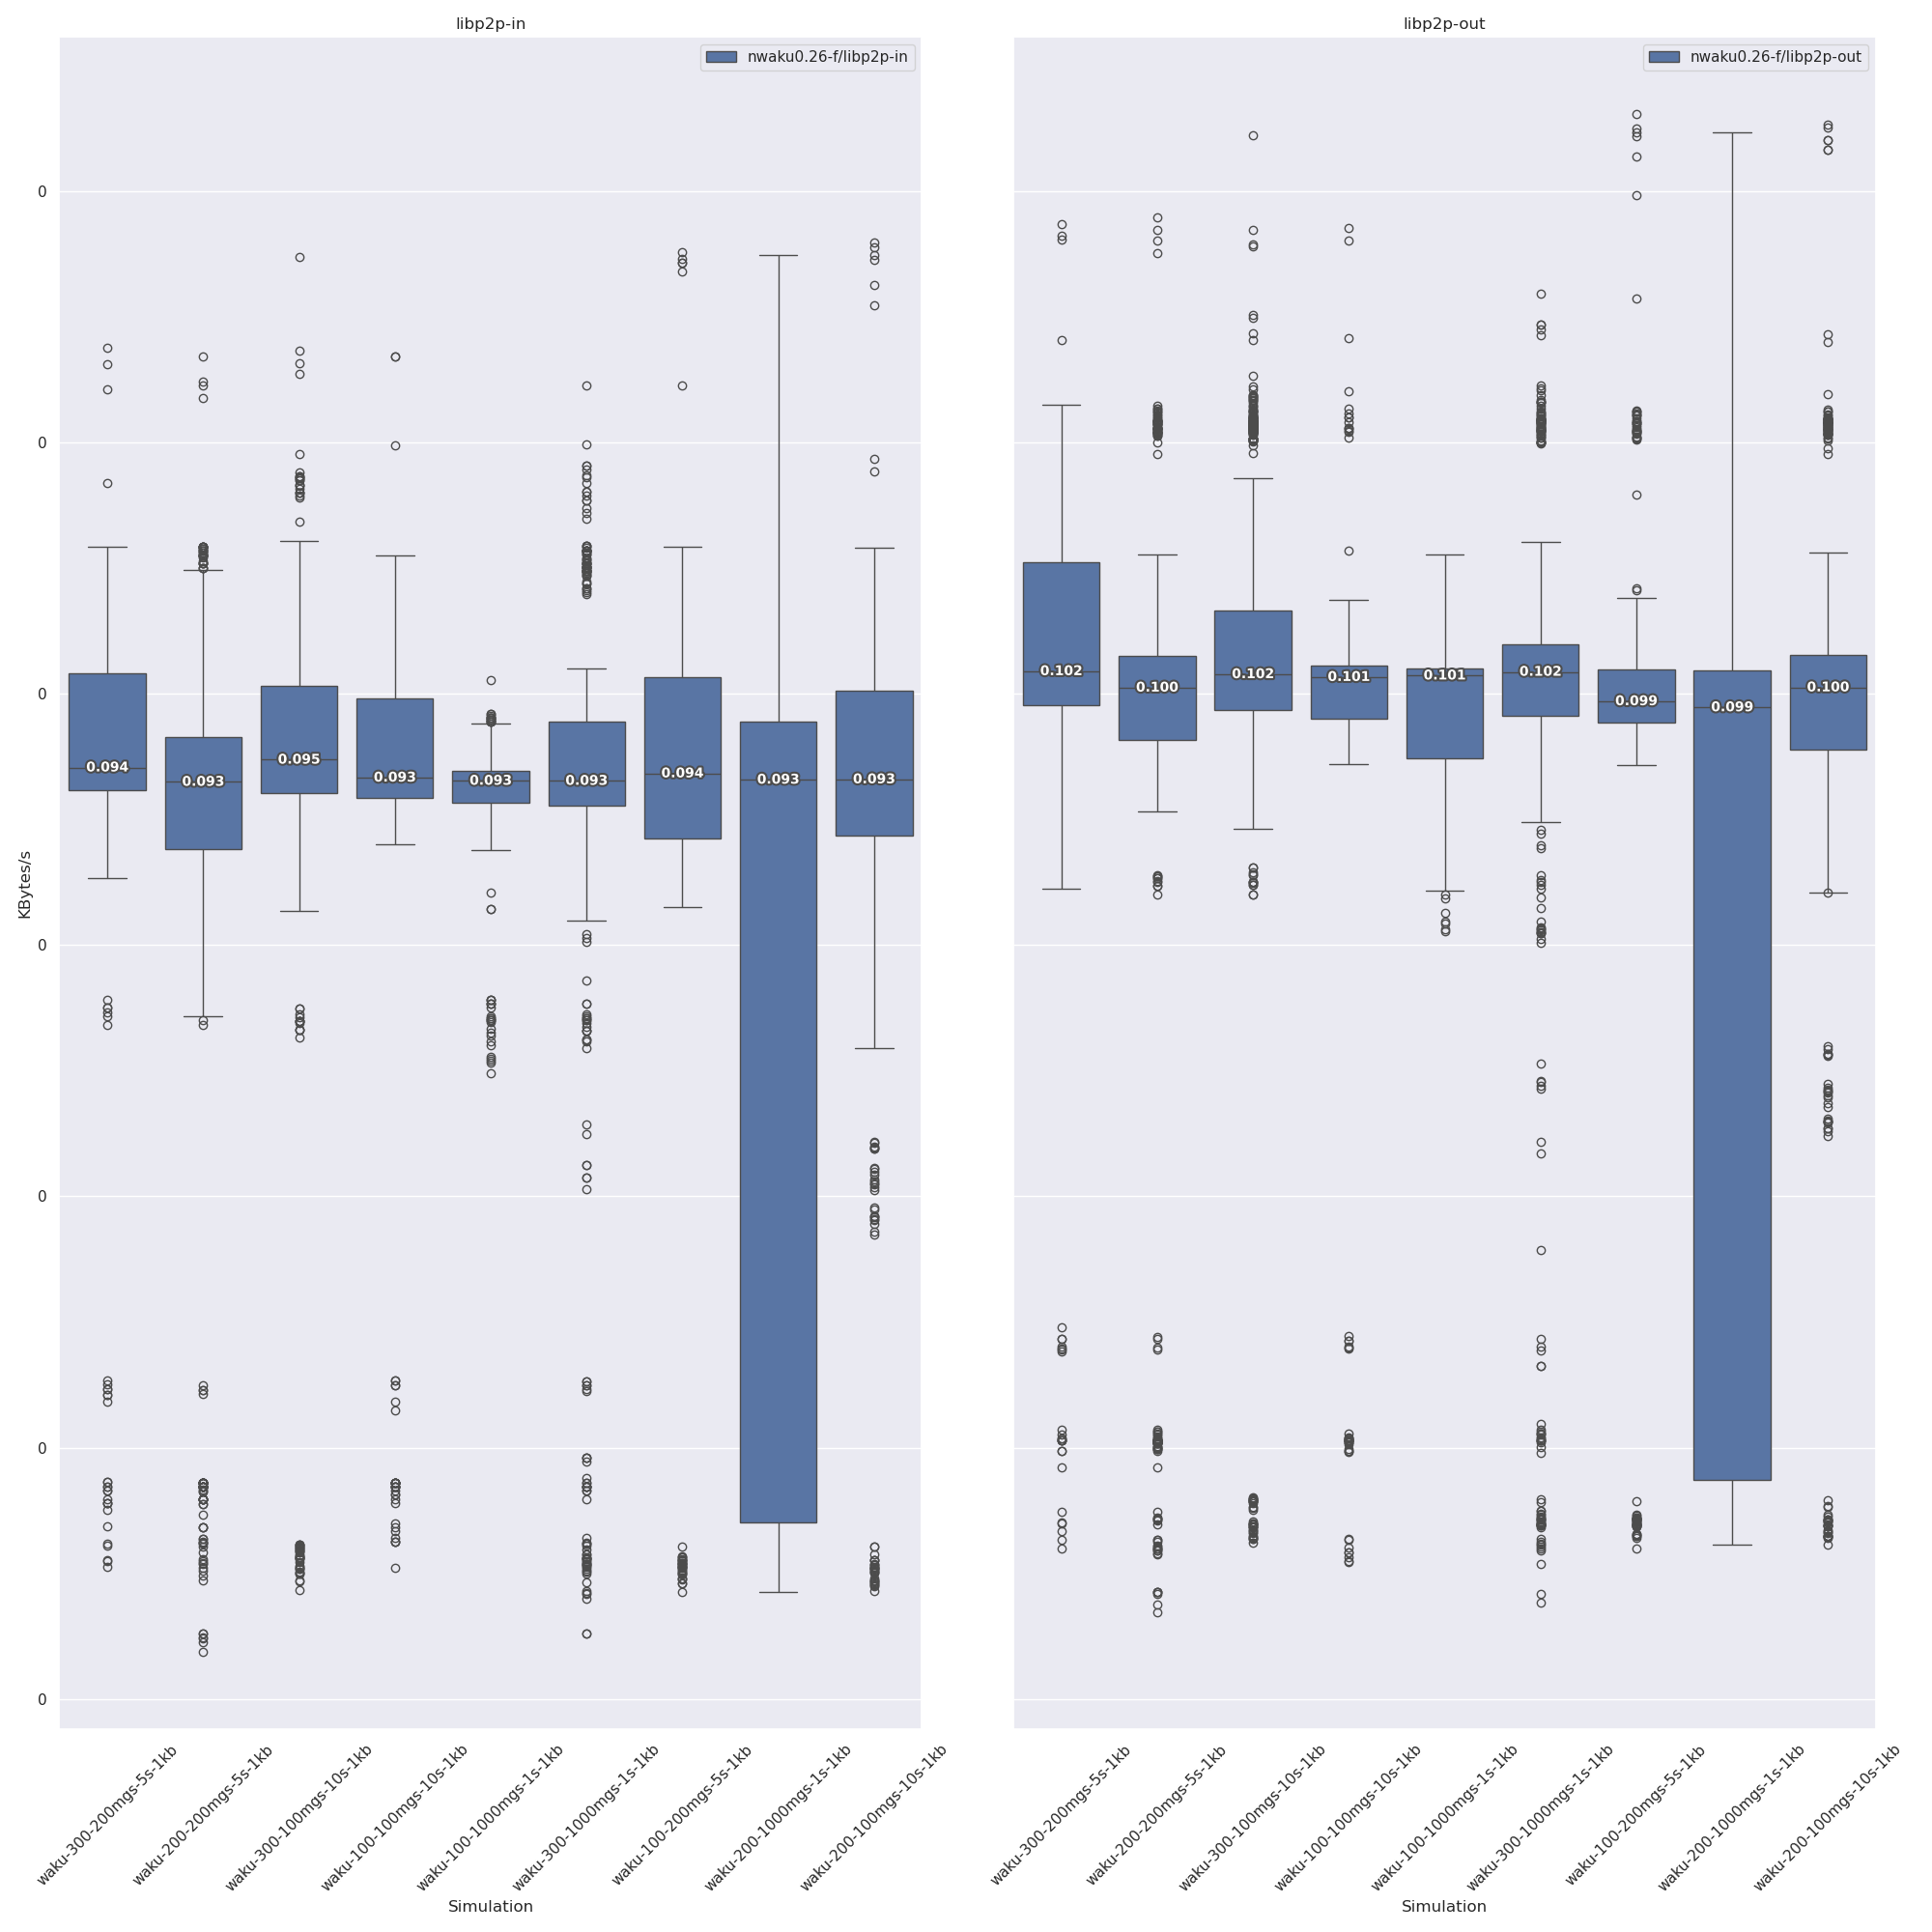 libp2p-in
nwaku0.26-f/libp2p-in
KBytes/s
0
0
0
0
0
0
0
0.094
0.093
0.095
0.093
0.093
0.093
0.094
0.093
0.093
waku-300-200mgs-5s-1kb
waku-200-200mgs-5s-1kb
waku-300-100mgs-10s-1kb
waku-100-100mgs-10s-1kb
waku-100-1000mgs-1s-1kb
waku-300-1000mgs-1s-1kb
waku-100-200mgs-5s-1kb
waku-200-1000mgs-1s-1kb
waku-200-100mgs-10s-1kb
Simulation
libp2p-out
nwaku0.26-f/libp2p-out
0.102
0.100
0.102
0.101
0.101
0.102
0.099
0.099
0.100
waku-300-200mgs-5s-1kb
waku-200-200mgs-5s-1kb
waku-300-100mgs-10s-1kb
waku-100-100mgs-10s-1kb
waku-100-1000mgs-1s-1kb
waku-300-1000mgs-1s-1kb
waku-100-200mgs-5s-1kb
waku-200-1000mgs-1s-1kb
waku-200-100mgs-10s-1kb
Simulation